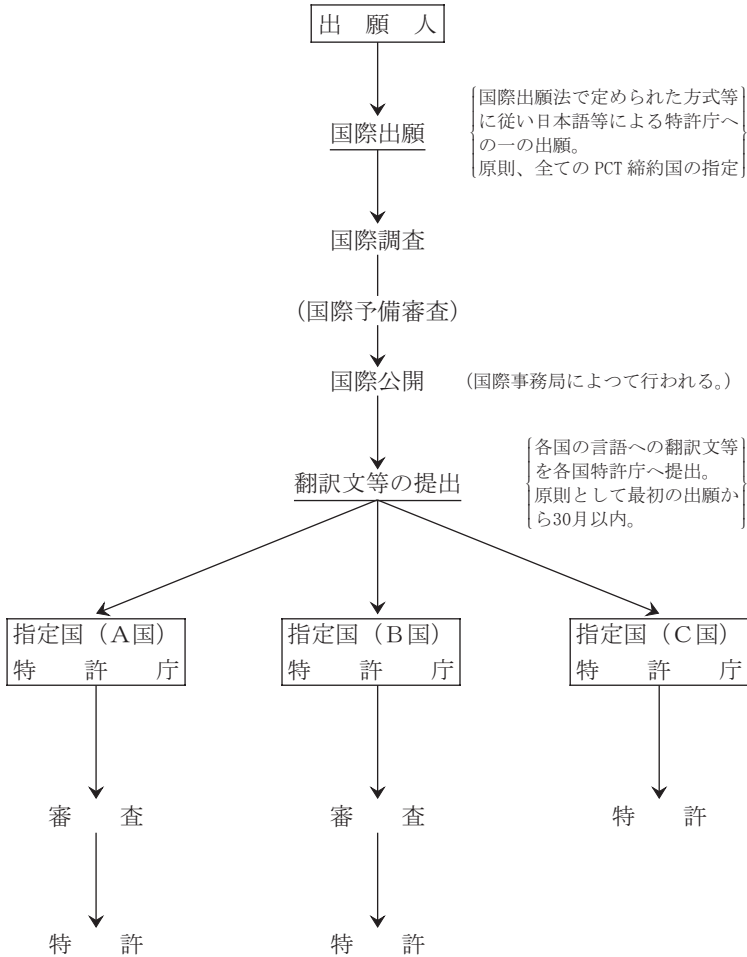 出願人
国際出願
国際出願法で定められた方式等
に従い日本語等による特許庁へ
の一の出願。
原則、全ての PCT 締約国の指定
国際調査
(国際予備審査)
国際公開 (国際事務局によつて行われる。)
翻訳文等の提出
各国の言語への翻訳文等
を各国特許庁へ提出。
原則として最初の出願か
ら30月以内。
指定国（A国）
特許庁
指定国（B国）
特許庁
指定国（C国）
特許庁
審査
審査
特許
特許
特許